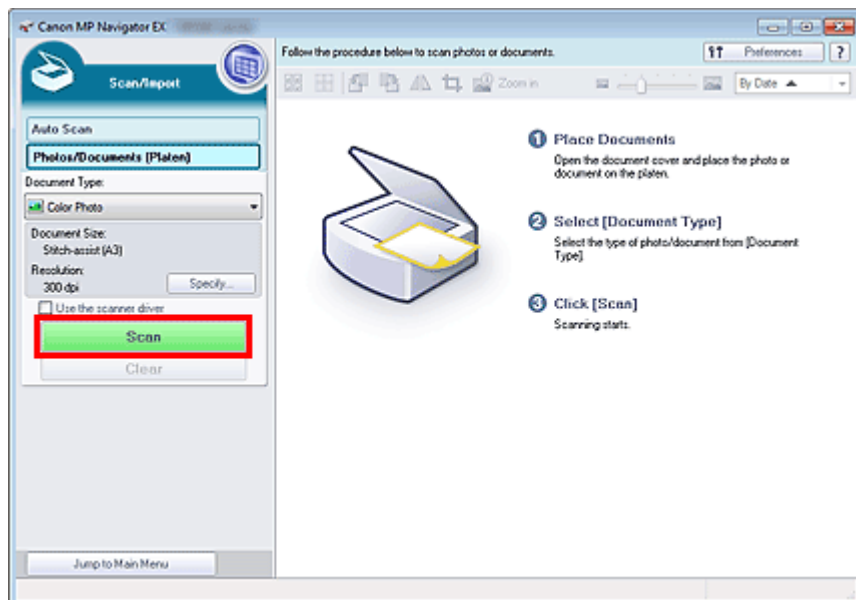 Canon MP Navigator EX
Scan/Import
Auto Scan
Photos/Documents (Platen)
Document Type:
Color Photo
Document Size:
Stitch-assist (A3)
Resolution:
300 dpi
Specify...
Use the scanner driver
Scan
Clear
Jump to Main Menu
Follow the procedure below to scan photos or documents.
Preferences
?
Zoom in
By Date
1 Place Documents
Open the document cover and place the photo or
document on the platen.
2 Select [Document Type]
Select the type of photo/document from [Document
Type].
3 Click [Scan]
Scanning starts.